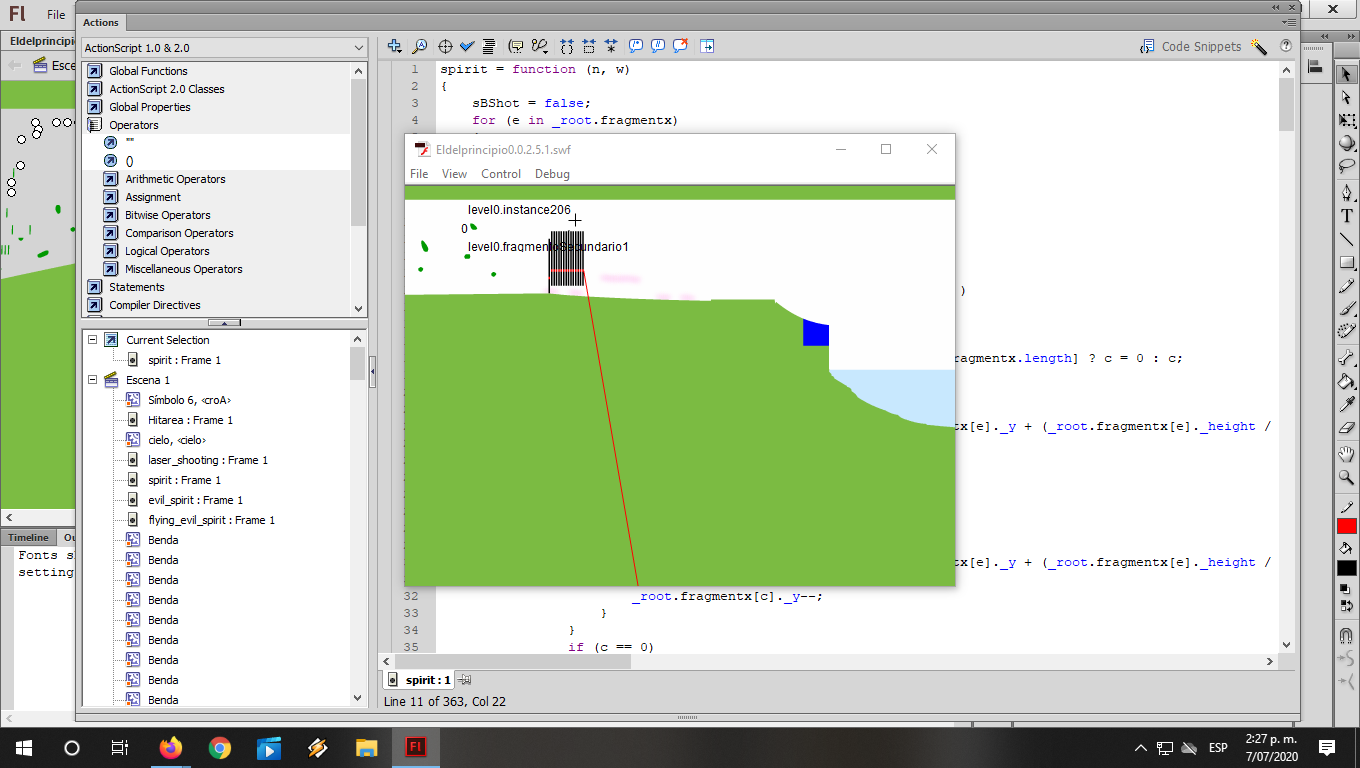 Fl File
Actions
Eldelprincipio
Esce
ActionScript 1.0 & 2.0
Global Functions
ActionScript 2.0 Classes
Global Properties
Operators
""
()
Arithmetic Operators
Assignment
Bitwise Operators
Comparison Operators
Logical Operators
Miscellaneous Operators
Statements
Compiler Directives
Current Selection
spirit : Frame 1
Escena 1
Símbolo 6, <croA>
Hitarea : Frame 1
cielo, <cielo>
laser_shooting : Frame 1
spirit : Frame 1
evil_spirit : Frame 1
flying_evil_spirit : Frame 1
Benda
Benda
Benda
Benda
Benda
Benda
Benda
Benda
Benda
Timeline Ou
Fonts s
setting
Code Snippets
1 spirit = function (n, w)
2 {
3 sBShot = false;
4 for (e in _root.fragmentx)
Eldelprincipio0.0.2.5.1.swf
File View Control Debug
level0.instance206
0
level0.fragmentoSecundario1
)
agmentx.length] ? c = 0 : c;
tx[e]._y + (_root.fragmentx[e]._height /
tx[e]._y + (_root.fragmentx[e]._height /
32 _root.fragmentx[c]._y--;
33 }
34 }
35 if (c == 0)
spirit : 1
Line 11 of 363, Col 22
Fl
ESP
2:27 p. m.
7/07/2020